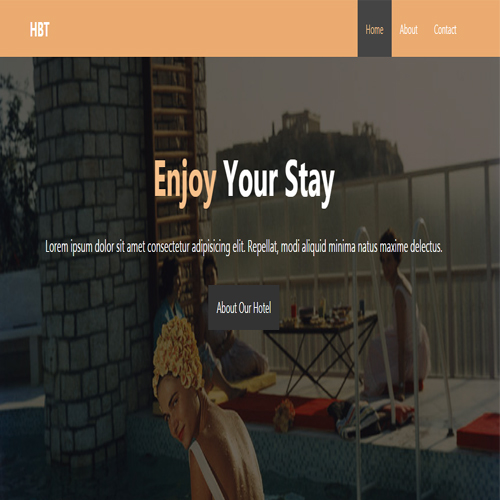 HBT
Home About Contact
Enjoy Your Stay
Lorem ipsum dolor sit amet consectetur adipisicing elit. Repellat, modi aliquid minima natus maxime delectus.
About Our Hotel